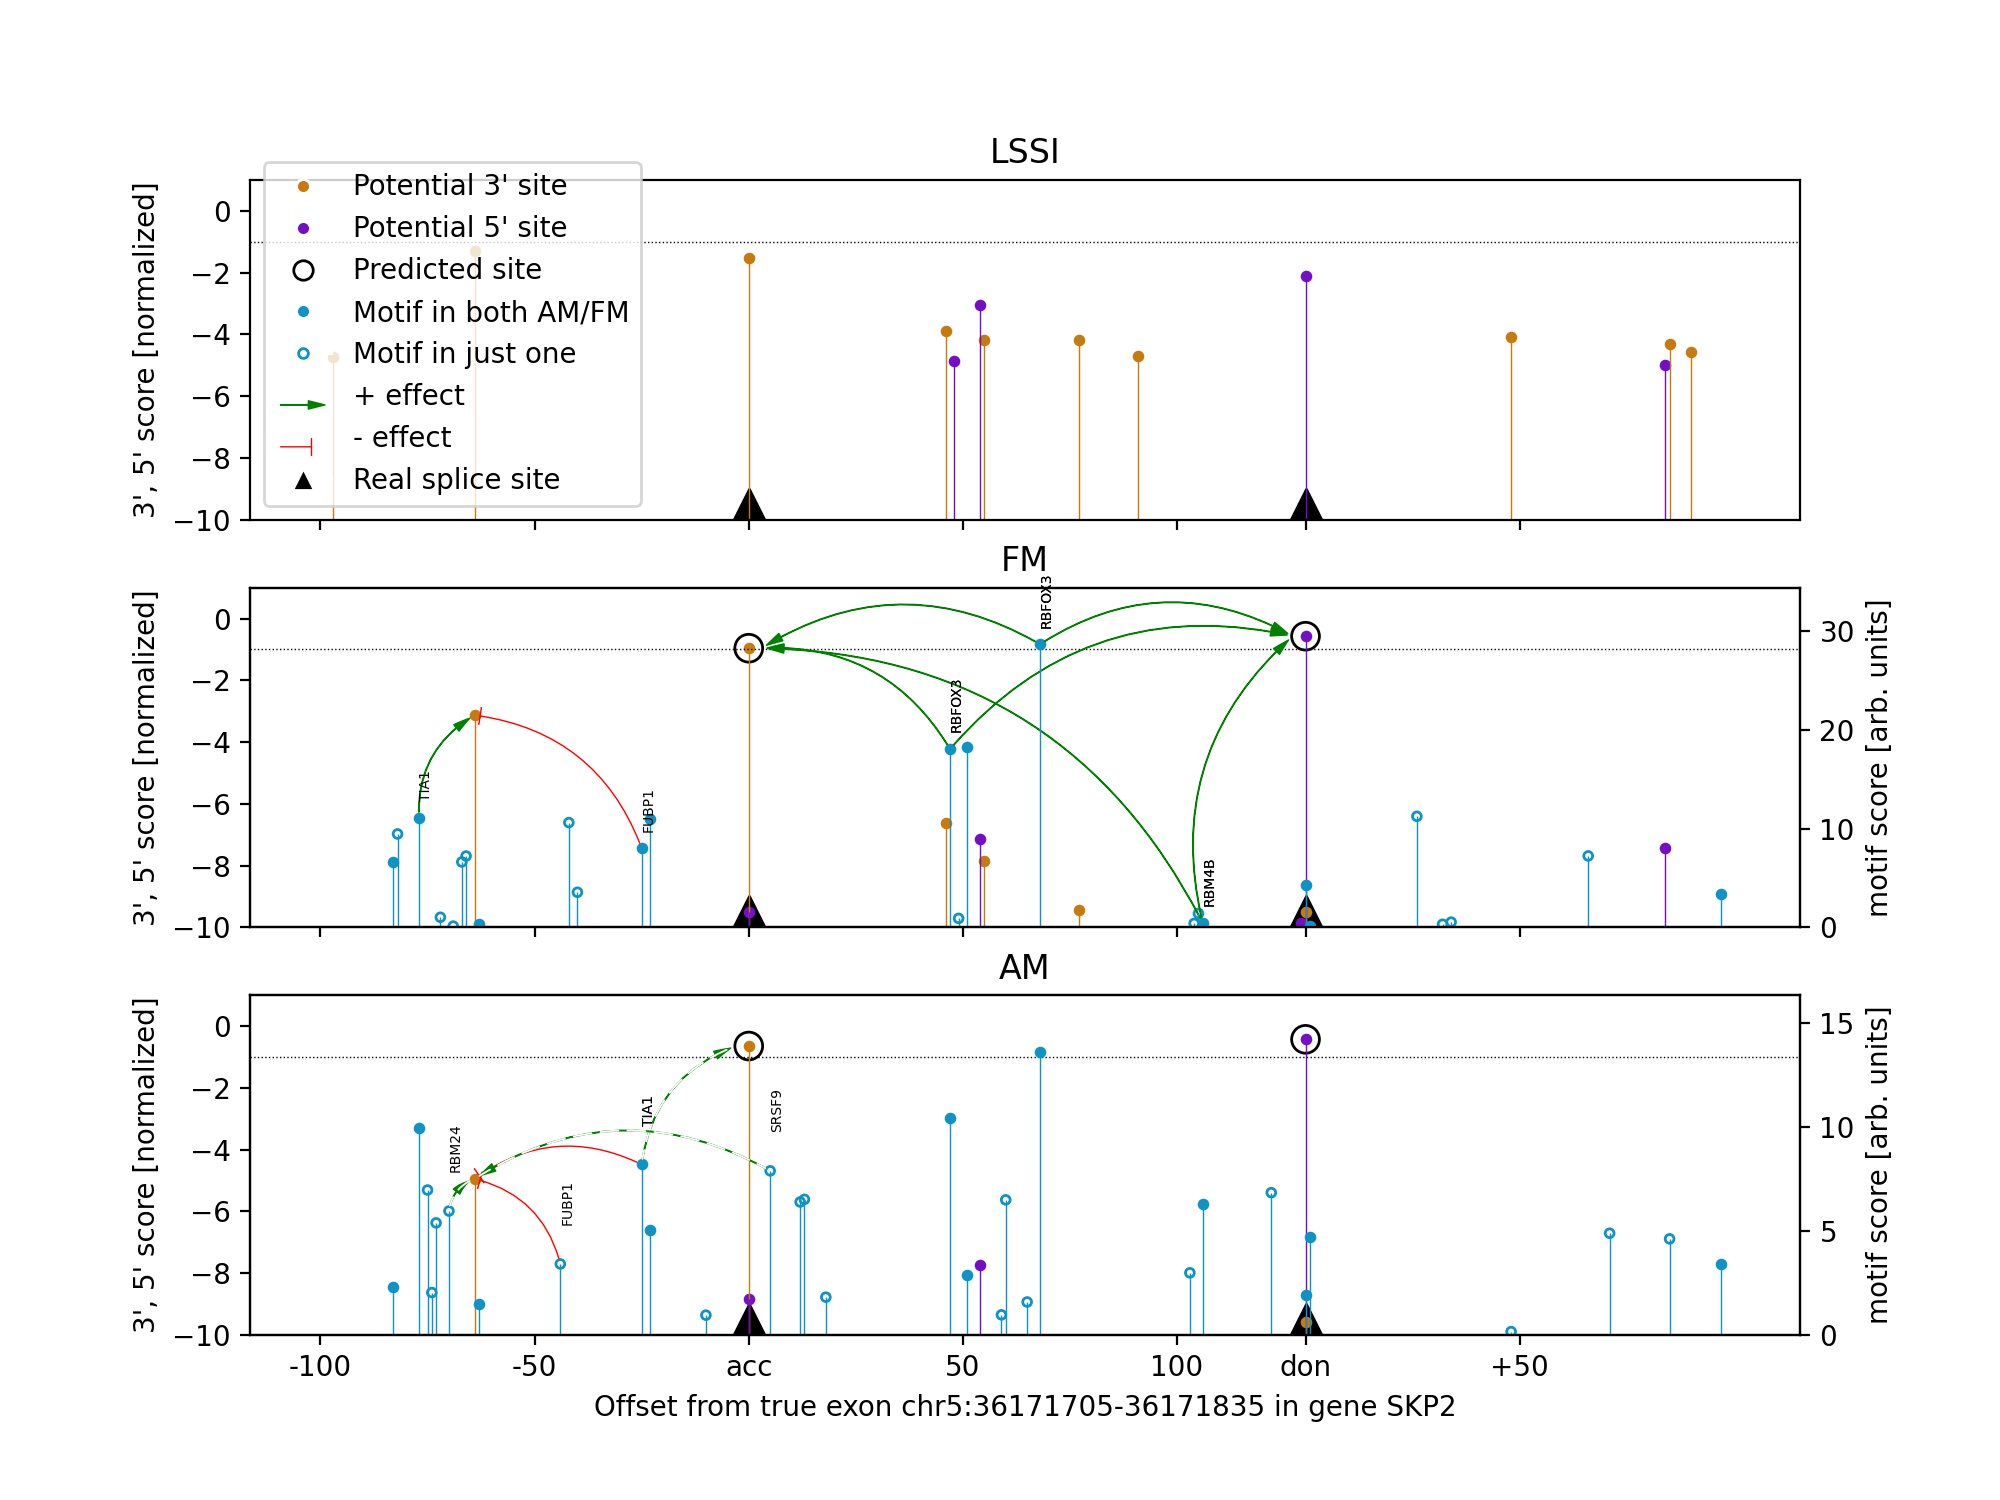 LSSI
3', 5' score [normalized]
0
−2
−4
−6
−8
−10
Potential 3' site
Potential 5' site
Predicted site
Motif in both AM/FM
Motif in just one
+ effect
- effect
Real splice site
FM
3', 5' score [normalized]
0
−2
−4
−6
−8
−10
TIA1
FUBP1
RBFOX3
RBFOX3
RBM4B
30
20
10
0
motif score [arb. units]
AM
3', 5' score [normalized]
0
−2
−4
−6
−8
−10
RBM24
FUBP1
TIA1
SRSF9
15
10
5
0
motif score [arb. units]
-100 -50 acc 50 100 don +50
Offset from true exon chr5:36171705-36171835 in gene SKP2